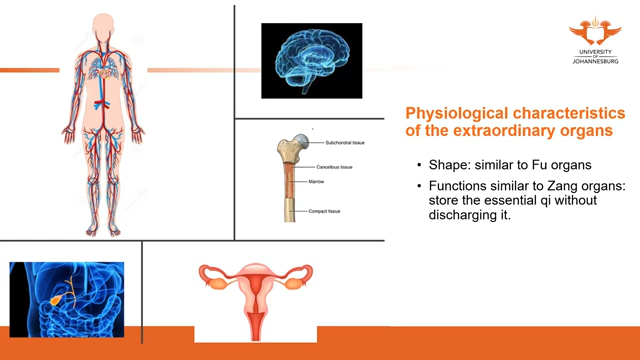 UNIVERSITY
OF
JOHANNESBURG
Physiological characteristics
of the extraordinary organs
• Shape: similar to Fu organs
• Functions similar to Zang organs:
store the essential qi without
discharging it.
Subchondral tissue
Cancellous tissue
Marrow
Compact tissue